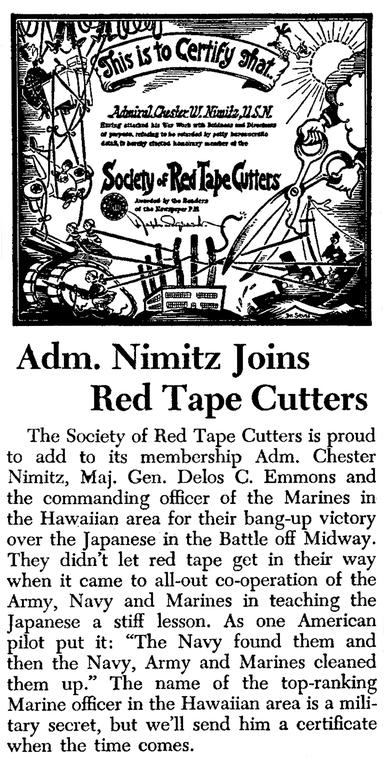 This is to Certify That..
Admiral Chester W. Nimitz, U.S.N.
Having attacked his War Work with Boldness and Directness
of purpose, refusing to be retarded by petty bureaucratic
detail, is hereby elected honorary member of the
Society of Red Tape Cutters
Awarded by the Readers
of the Newspaper PM
Dr. Seuss
Adm. Nimitz Joins
Red Tape Cutters
The Society of Red Tape Cutters is proud
to add to its membership Adm. Chester
Nimitz, Maj. Gen. Delos C. Emmons and
the commanding officer of the Marines in
the Hawaiian area for their bang-up victory
over the Japanese in the Battle off Midway.
They didn't let red tape get in their way
when it came to all-out co-operation of the
Army, Navy and Marines in teaching the
Japanese a stiff lesson. As one American
pilot put it: "The Navy found them and
then the Navy, Army and Marines cleaned
them up." The name of the top-ranking
Marine officer in the Hawaiian area is a mili-
tary secret, but we'll send him a certificate
when the time comes.